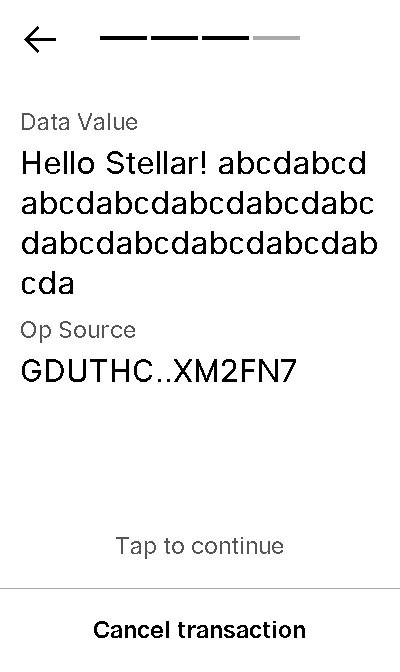 Data Value
Hello Stellar! abcdabcd
abcdabcdabcdabcdabc
dabcdabcdabcdabcdab
cda
Op Source
GDUTHC..XM2FN7
Tap to continue
Cancel transaction